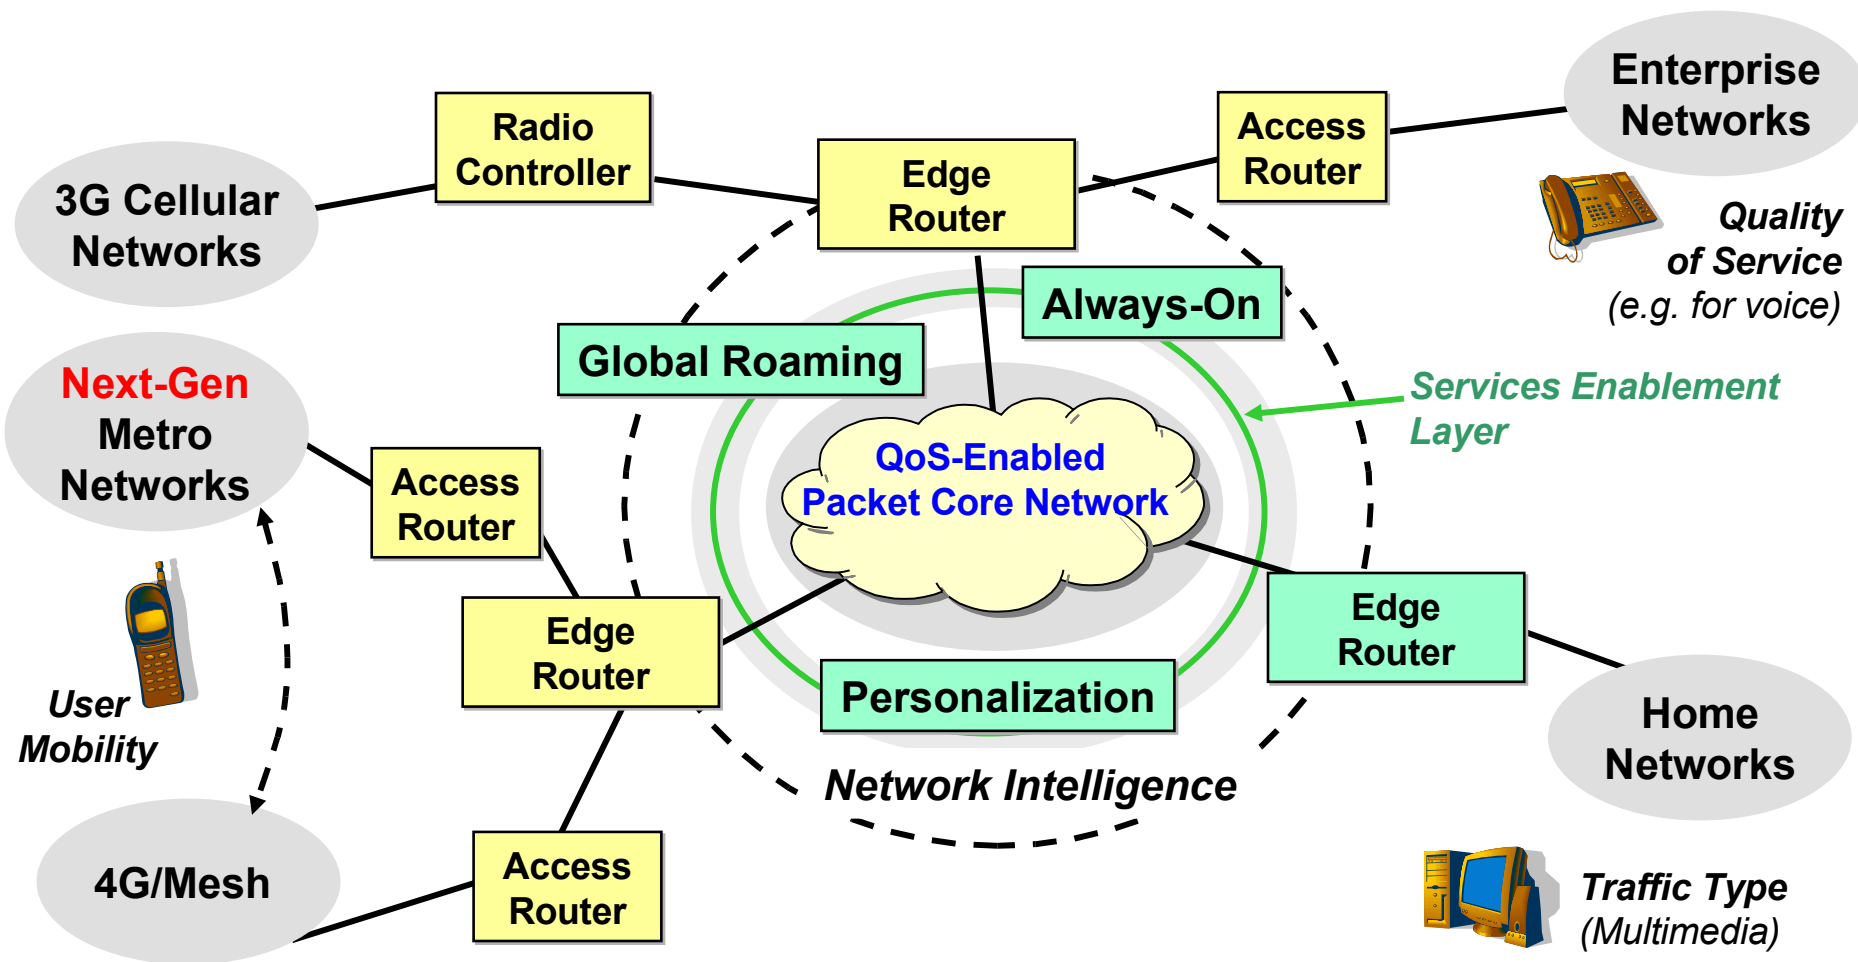 Enterprise
Networks
Radio
Controller
Access
Router
Edge
Router
3G Cellular
Networks
Quality
of Service
(e.g. for voice)
Always-On
Global Roaming
Next-Gen
Metro
Networks
Services Enablement
Layer
QoS-Enabled
Packet Core Network
Access
Router
Edge
Router
Edge
Router
User
Mobility
Personalization
Home
Networks
Network Intelligence
4G/Mesh
Access
Router
Traffic Type
(Multimedia)